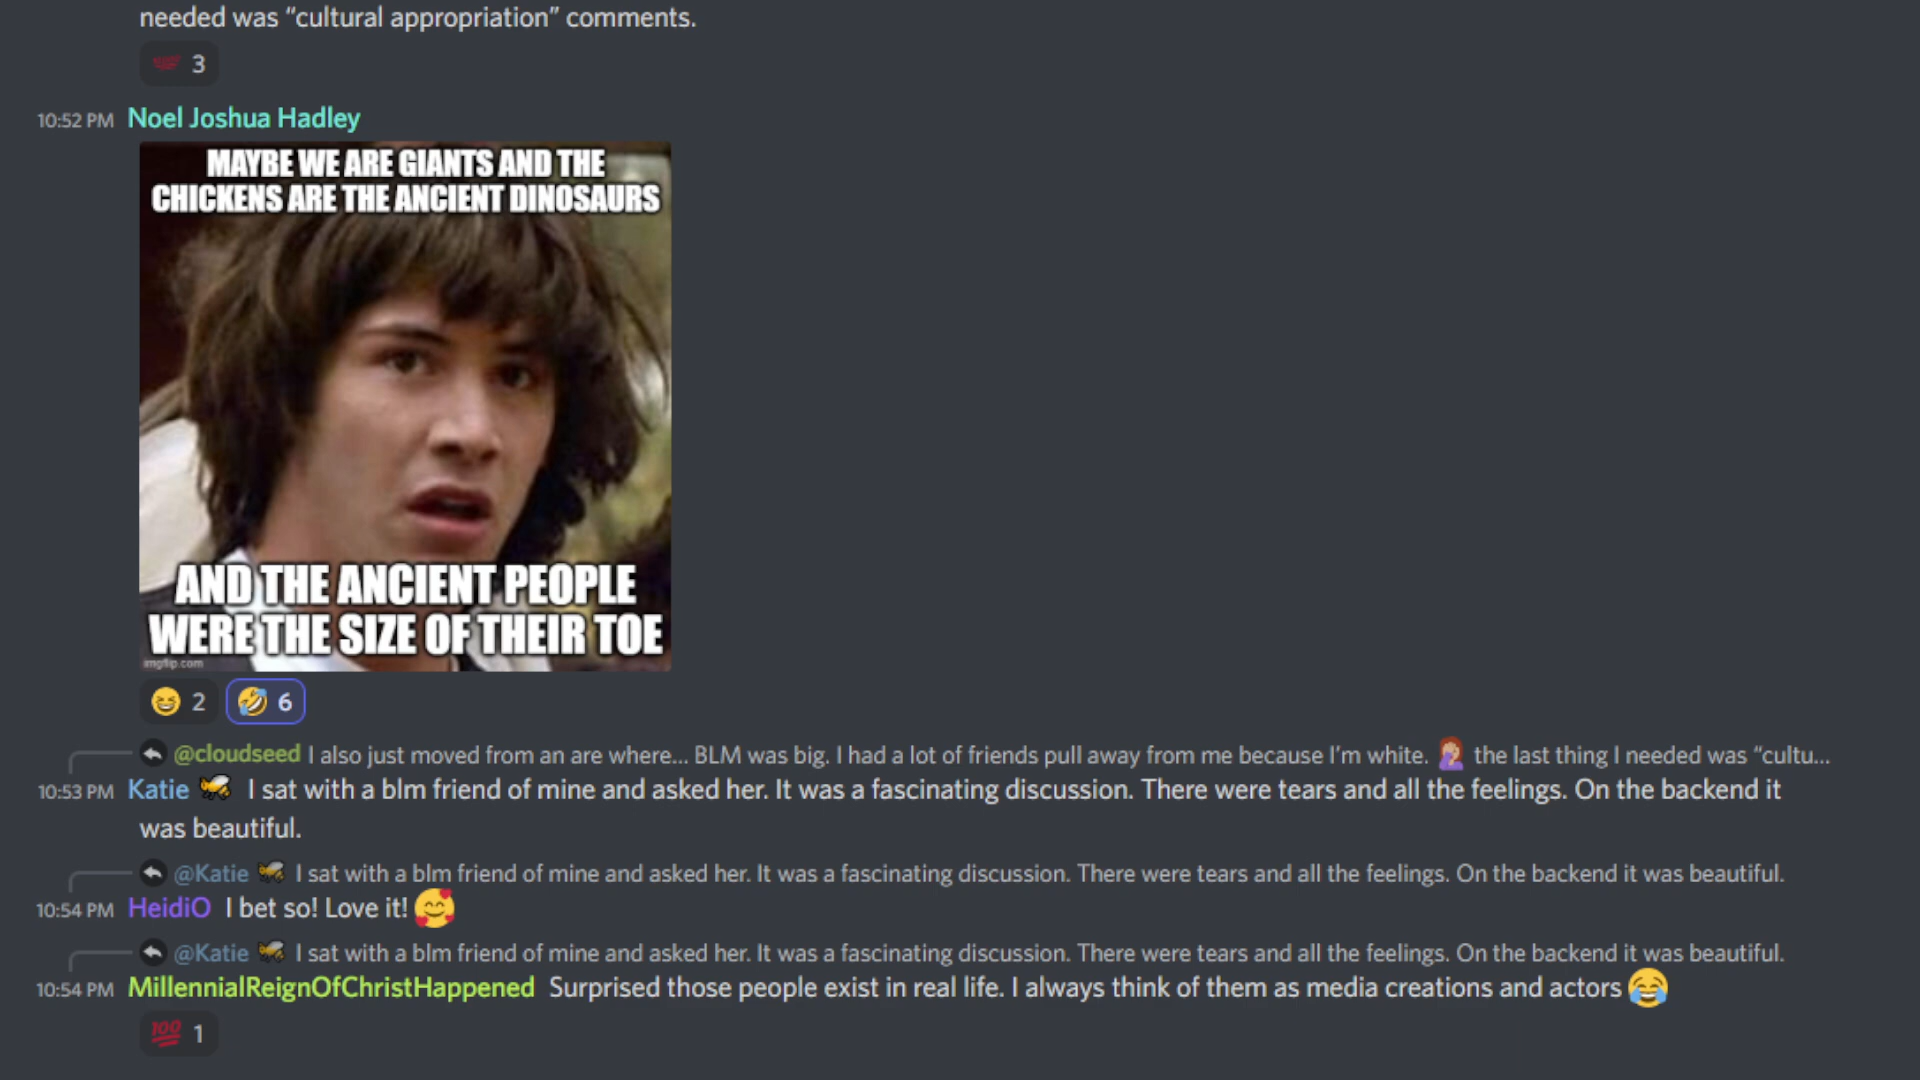 needed was “cultural appropriation” comments.
3
10:52 PM Noel Joshua Hadley
MAYBE WE ARE GIANTS AND THE
CHICKENS ARE THE ANCIENT DINOSAURS
AND THE ANCIENT PEOPLE
WERE THE SIZE OF THEIR TOE
imgflip.com
2 6
@cloudseed I also just moved from an are where... BLM was big. I had a lot of friends pull away from me because I’m white. 🤦 the last thing I needed was “cultu...
10:53 PM Katie 🐝 I sat with a blm friend of mine and asked her. It was a fascinating discussion. There were tears and all the feelings. On the backend it
was beautiful.
@Katie 🐝 I sat with a blm friend of mine and asked her. It was a fascinating discussion. There were tears and all the feelings. On the backend it was beautiful.
10:54 PM HeidiO I bet so! Love it! 🥰
@Katie 🐝 I sat with a blm friend of mine and asked her. It was a fascinating discussion. There were tears and all the feelings. On the backend it was beautiful.
10:54 PM MillennialReignOfChristHappened Surprised those people exist in real life. I always think of them as media creations and actors 😂
💯 1